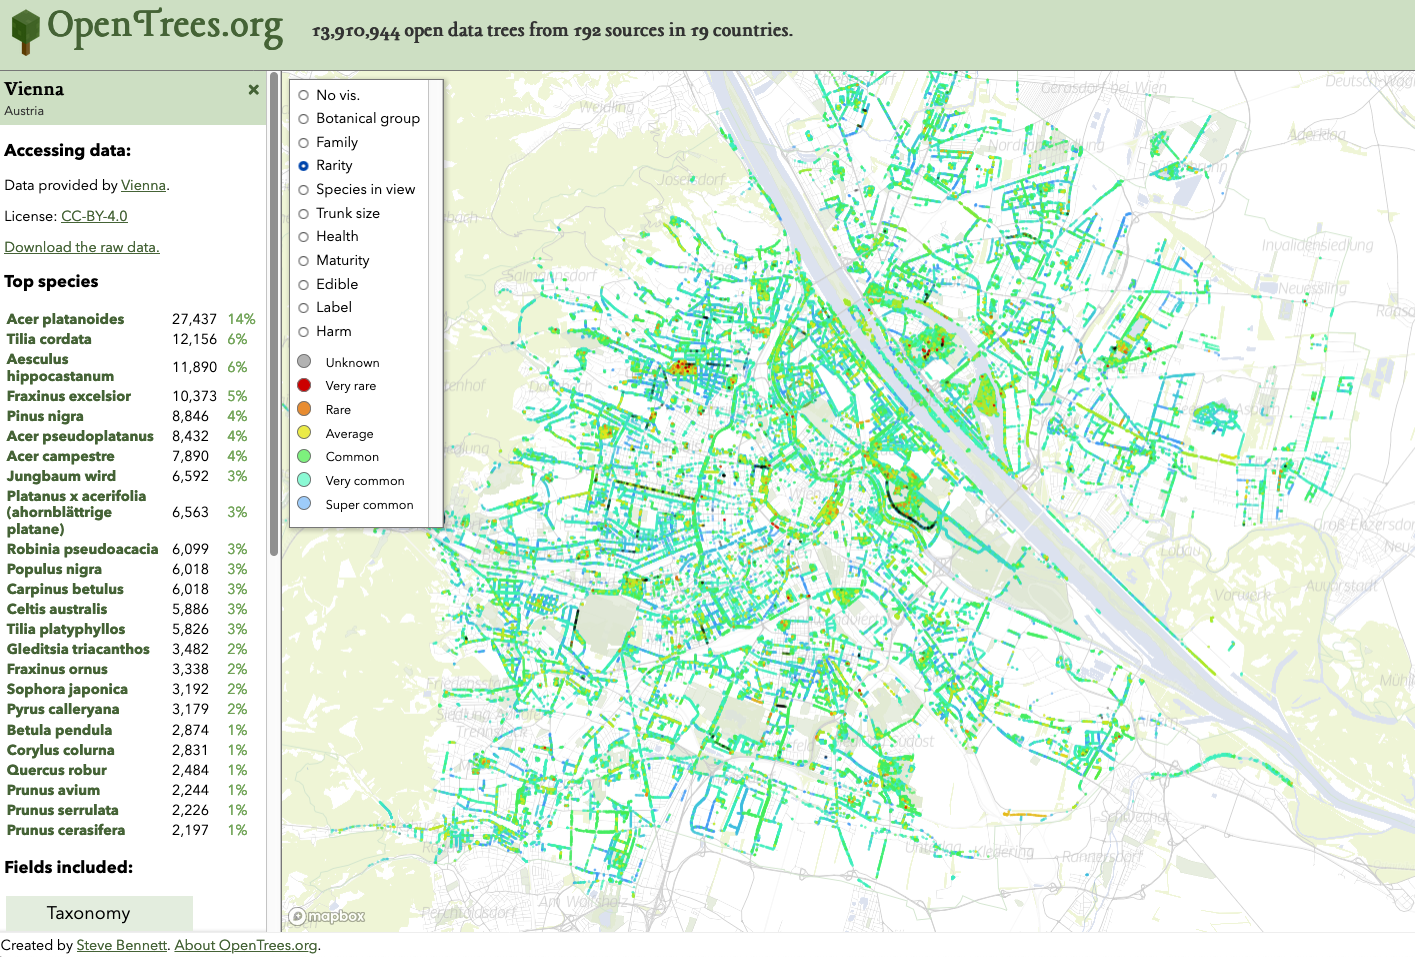 OpenTrees.org
13,910,944 open data trees from 192 sources in 19 countries.
Vienna
×
Austria
Accessing data:
Data provided by Vienna.
License: CC-BY-4.0
Download the raw data.
Top species
Acer platanoides 27,437 14%
Tilia cordata 12,156 6%
Aesculus
hippocastanum 11,890 6%
Fraxinus excelsior 10,373 5%
Pinus nigra 8,846 4%
Acer pseudoplatanus 8,432 4%
Acer campestre 7,890 4%
Jungbaum wird 6,592 3%
Platanus x acerifolia
(ahornblättrige 6,563 3%
platane)
Robinia pseudoacacia 6,099 3%
Populus nigra 6,018 3%
Carpinus betulus 6,018 3%
Celtis australis 5,886 3%
Tilia platyphyllos 5,826 3%
Gleditsia triacanthos 3,482 2%
Fraxinus ornus 3,338 2%
Sophora japonica 3,192 2%
Pyrus calleryana 3,179 2%
Betula pendula 2,874 1%
Corylus colurna 2,831 1%
Quercus robur 2,484 1%
Prunus avium 2,244 1%
Prunus serrulata 2,226 1%
Prunus cerasifera 2,197 1%
Fields included:
Taxonomy
No vis.
Botanical group
Family
Rarity
Species in view
Trunk size
Health
Maturity
Edible
Label
Harm
Unknown
Very rare
Rare
Average
Common
Very common
Super common
Weidling
Gerasdorf bei Wien
Deutsch-Wag
Aderklaa
Josefsdorf
Invalidensiedlung
Neuessling
Salmannsdorf
Groß-Enzersdor
Lobau
Auvorstadt
Vorwerk
Mühl
Schwechat
Kledering
Rannersdorf
Perchtoldsdorf
mapbox
Created by Steve Bennett. About OpenTrees.org.